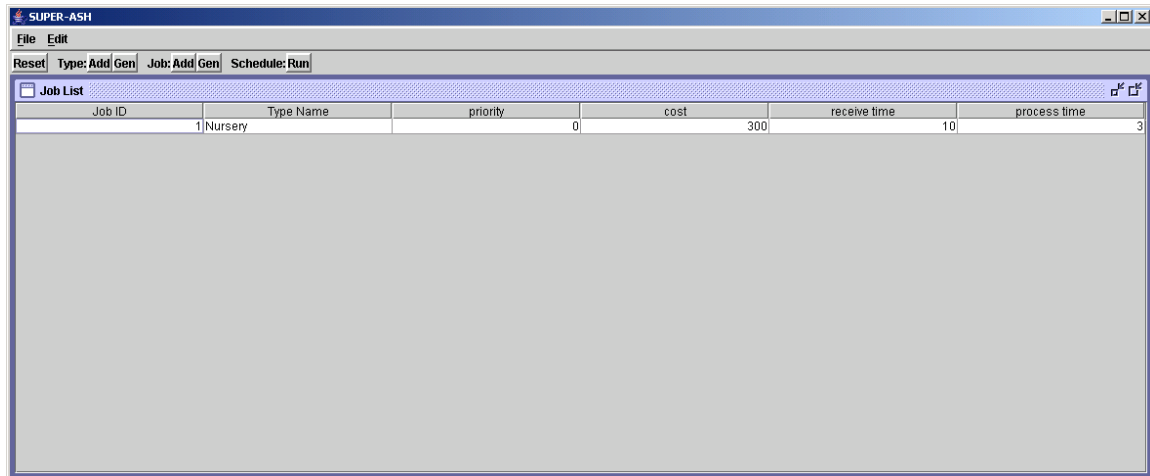 SUPER-ASH
File Edit
Reset Type: Add Gen Job: Add Gen Schedule: Run
Job List
Job ID Type Name priority cost receive time process time
1 Nursery 0 300 10 3